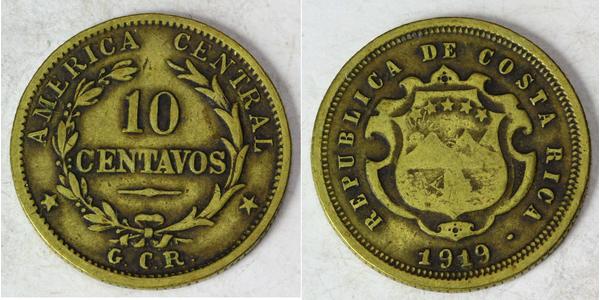 AMERICA CENTRAL
10
CENTAVOS
G.C.R.
REPUBLICA DE COSTA RICA
1919